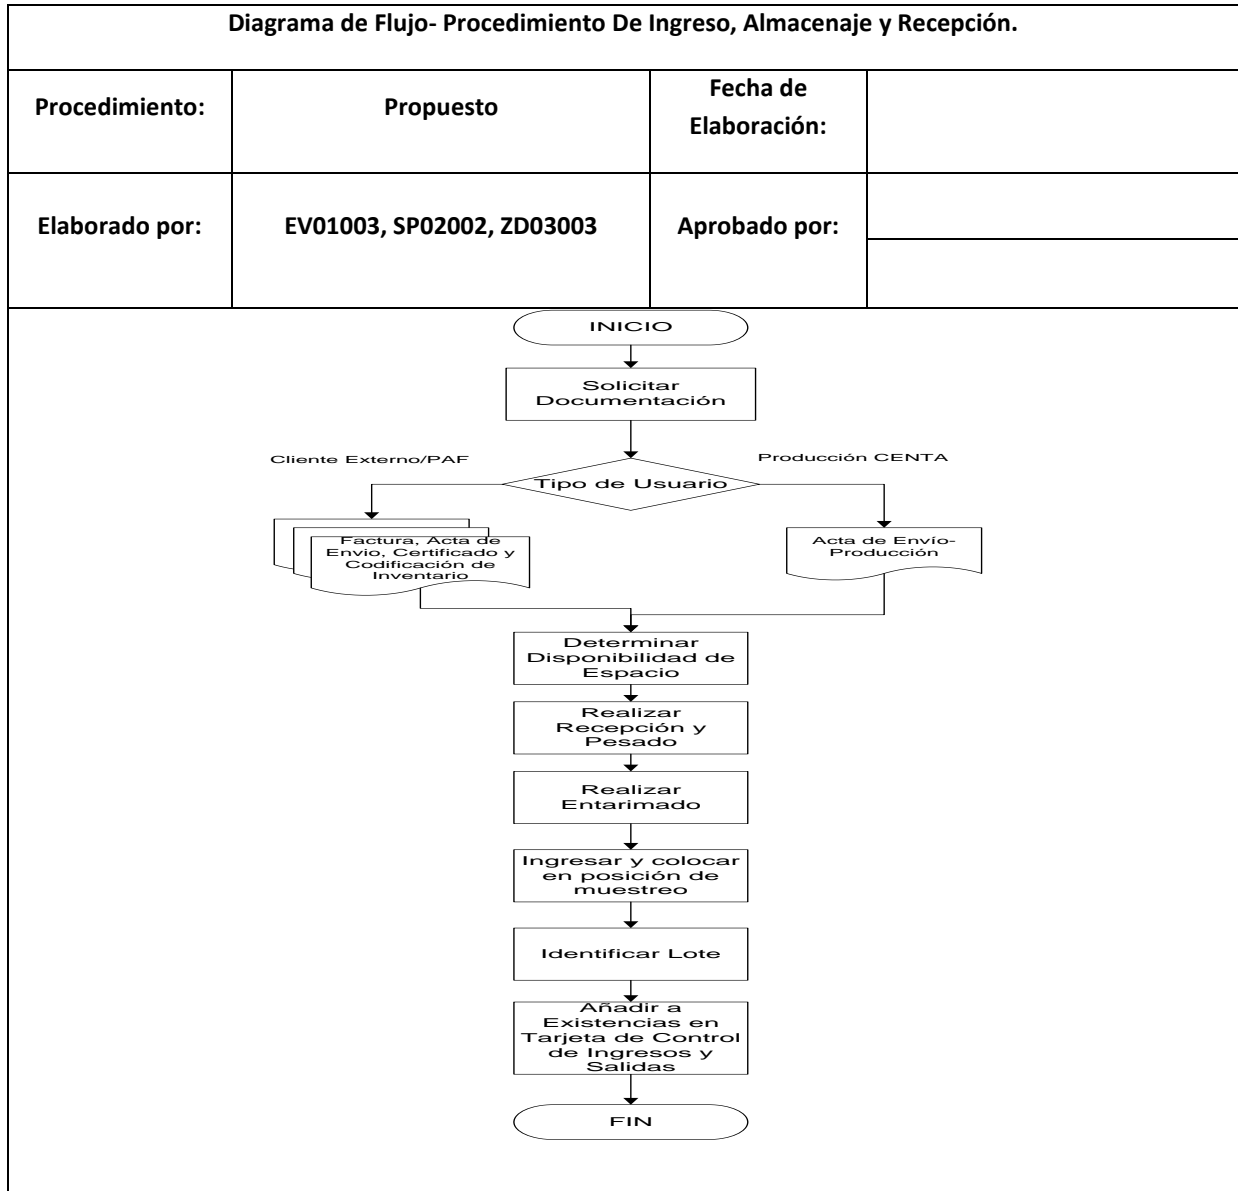 Diagrama de Flujo- Procedimiento De Ingreso, Almacenaje y Recepción.
Procedimiento:
Propuesto
Fecha de
Elaboración:
Elaborado por:
EV01003, SP02002, ZD03003
Aprobado por:
INICIO
Solicitar
Documentación
Cliente Externo/PAF
Producción CENTA
Tipo de Usuario
Factura, Acta de
Envio, Certificado y
Codificación de
Inventario
Acta de Envío-
Producción
Determinar
Disponibilidad de
Espacio
Realizar
Recepción y
Pesado
Realizar
Entarimado
Ingresar y colocar
en posición de
muestreo
Identificar Lote
Añadir a
Existencias en
Tarjeta de Control
de Ingresos y
Salidas
FIN